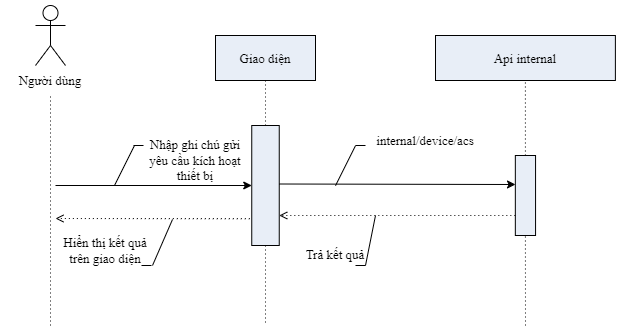 Người dùng
Giao diện
Api internal
Nhập ghi chú gửi
yêu cầu kích hoạt
thiết bị
internal/device/acs
Hiển thị kết quả
trên giao diện
Trả kết quả